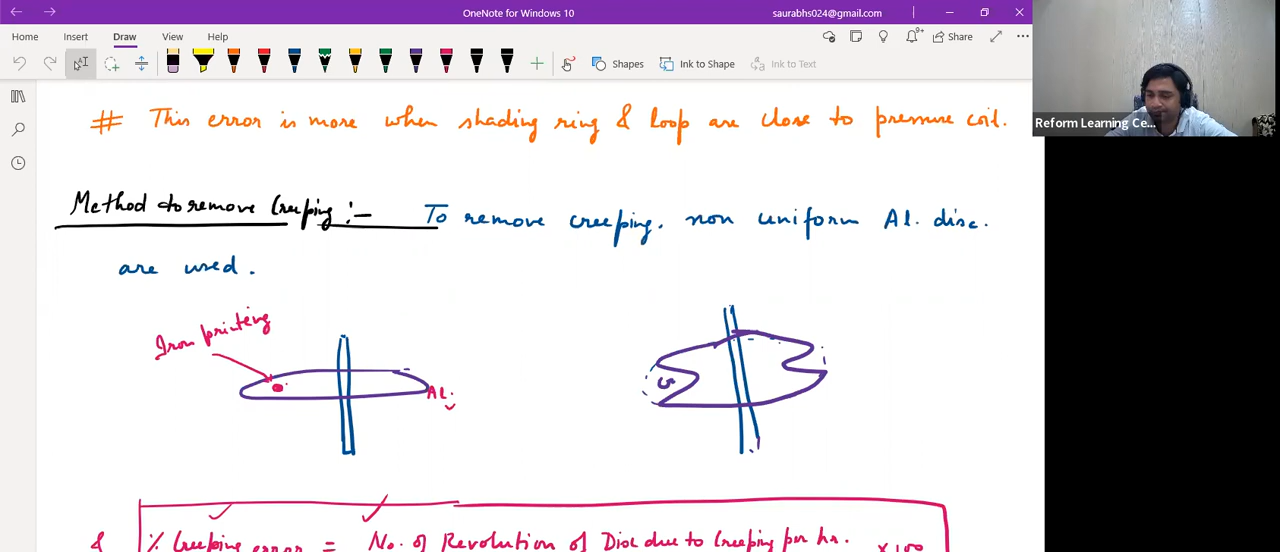 OneNote for Windows 10
saurabhs024@gmail.com
Home Insert Draw View Help
Share
Shapes
Ink to Shape
Ink to Text
Reform Learning Ce...
# This error is more when shading ring & loop are close to pressure coil.
Method to remove Creeping :- To remove creeping, non uniform Al. disc.
are used.
Iron printing
Al.
% Creeping error = No. of Revolution of Disc due to Creeping per hr. ×100